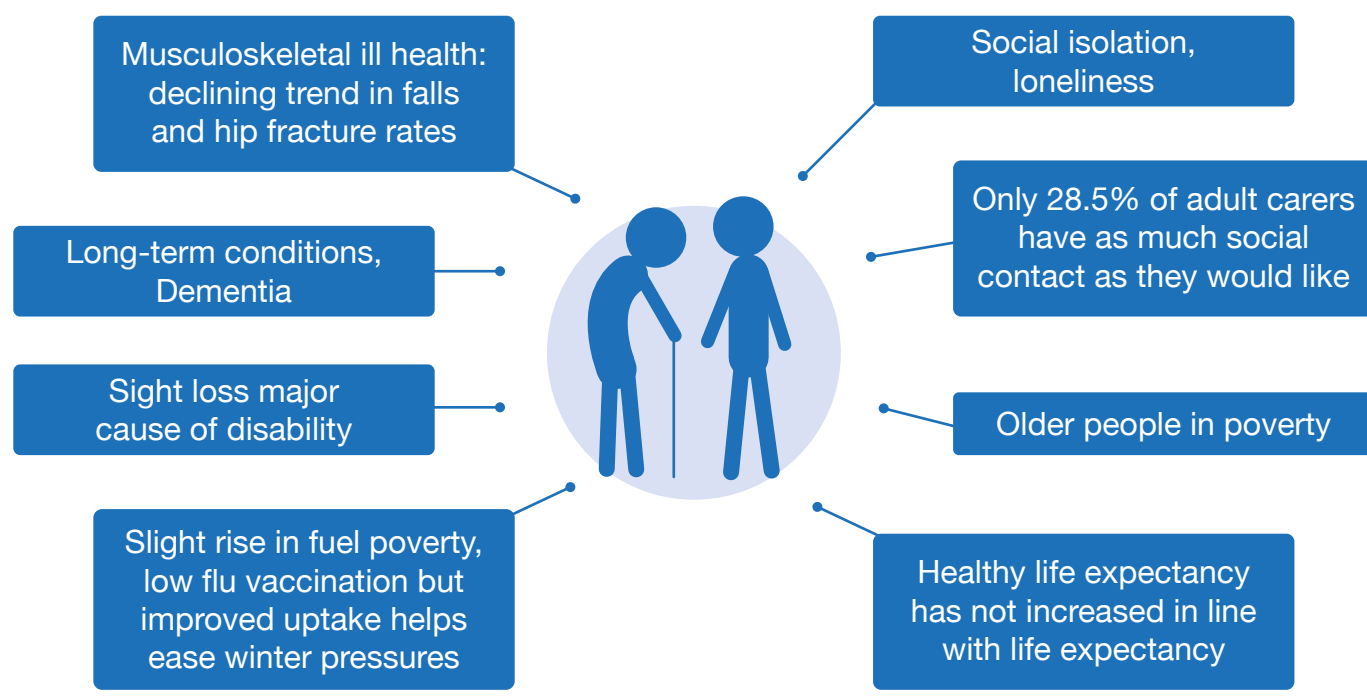 Musculoskeletal ill health:
declining trend in falls
and hip fracture rates
Long-term conditions,
Dementia
Sight loss major
cause of disability
Slight rise in fuel poverty,
low flu vaccination but
improved uptake helps
ease winter pressures
Social isolation,
loneliness
Only 28.5% of adult carers
have as much social
contact as they would like
Older people in poverty
Healthy life expectancy
has not increased in line
with life expectancy